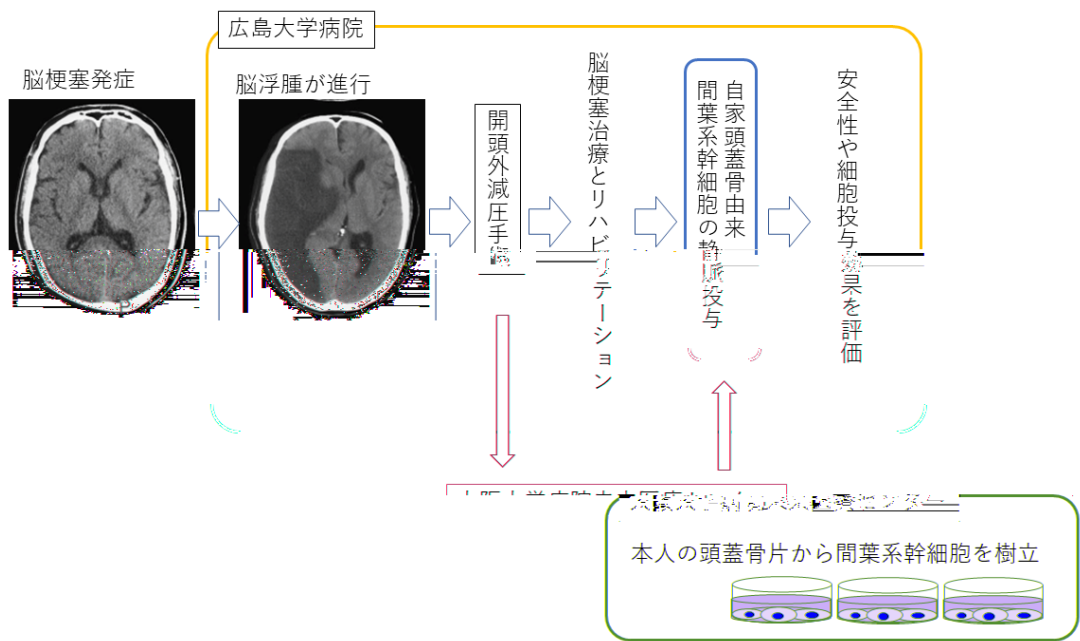 広島大学病院
脳梗塞発症
脳浮腫が進行
開頭外減圧手
脳梗塞治療とリハビリテーション
自家頭蓋骨由来
間葉系幹細胞の静脈投与
安全性や細胞投与効果を評価
本人の頭蓋骨片から間葉系幹細胞を樹立